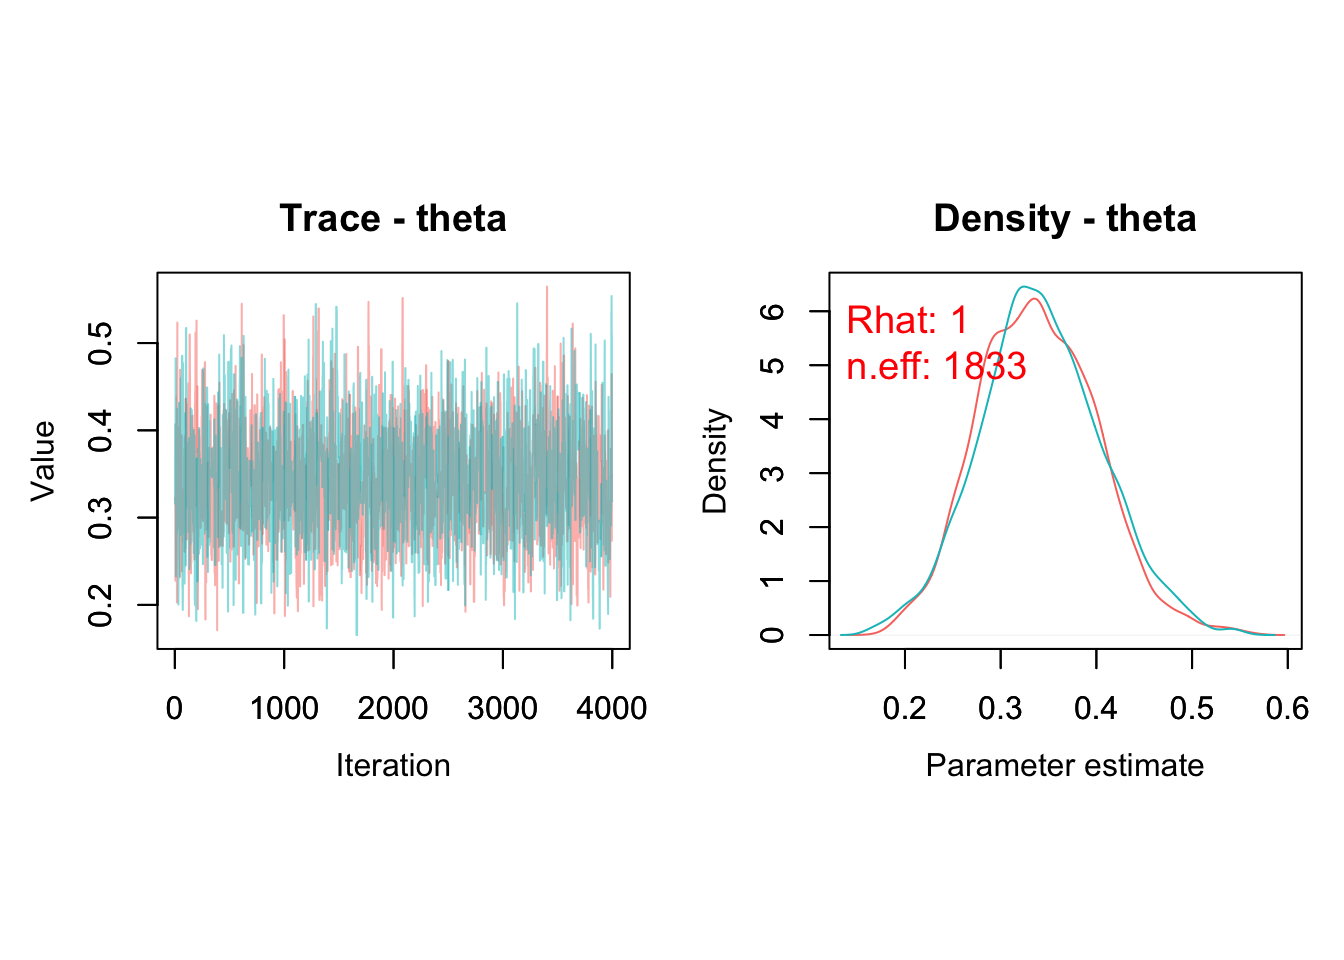 Trace - theta
Value
0.2
0.3
0.4
0.5
0 1000 2000 3000 4000
Iteration
Density - theta
Rhat: 1
n.eff: 1833
Density
0
1
2
3
4
5
6
0.2 0.3 0.4 0.5 0.6
Parameter estimate